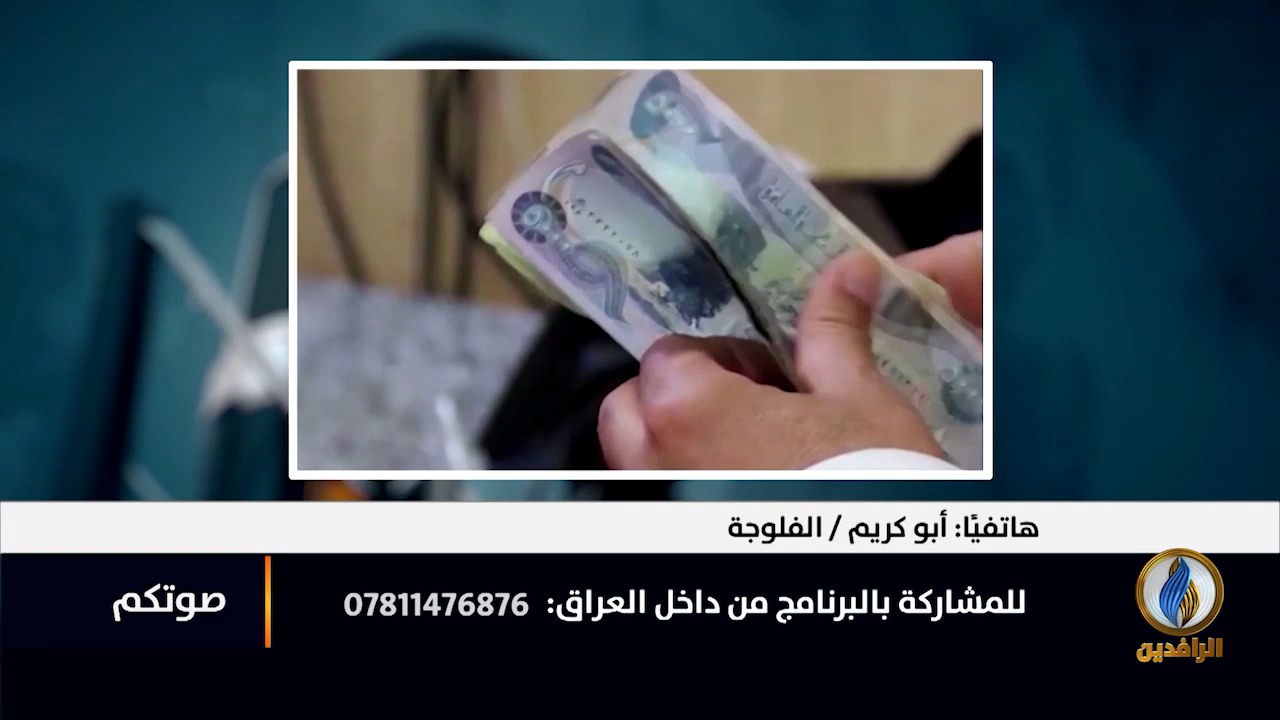 هاتفيًا: أبو كريم / الفلوجة
للمشاركة بالبرنامج من داخل العراق: 07811476876
صوتكم
الرافدين